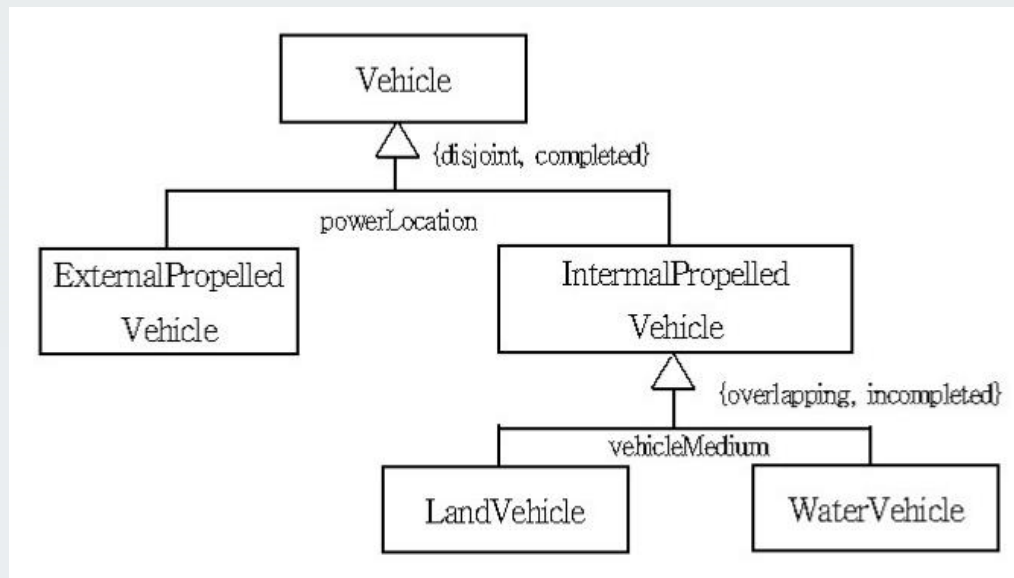 Vehicle
{disjoint, completed}
powerLocation
ExternalPropelled
Vehicle
IntermalPropelled
Vehicle
{overlapping, incompleted}
vehicleMedium
LandVehicle
WaterVehicle